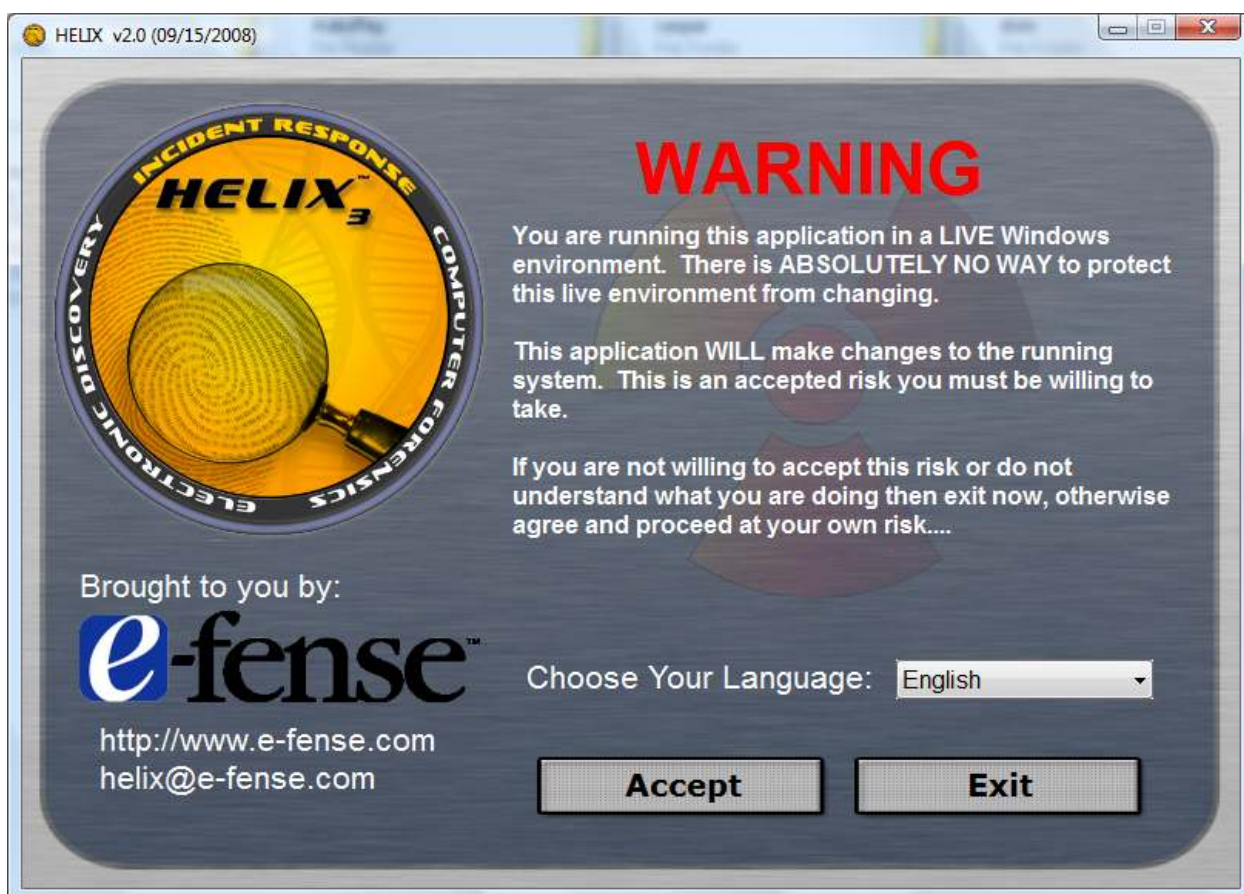 HELIX v2.0 (09/15/2008)
INCIDENT RESPONSE
COMPUTER FORENSICS
ELECTRONIC DISCOVERY
HELIX™
3
WARNING
You are running this application in a LIVE Windows
environment.  There is ABSOLUTELY NO WAY to protect
this live environment from changing.
This application WILL make changes to the running
system.  This is an accepted risk you must be willing to
take.
If you are not willing to accept this risk or do not
understand what you are doing then exit now, otherwise
agree and proceed at your own risk....
Brought to you by:
e-fense™
http://www.e-fense.com
helix@e-fense.com
Choose Your Language: English
Accept
Exit